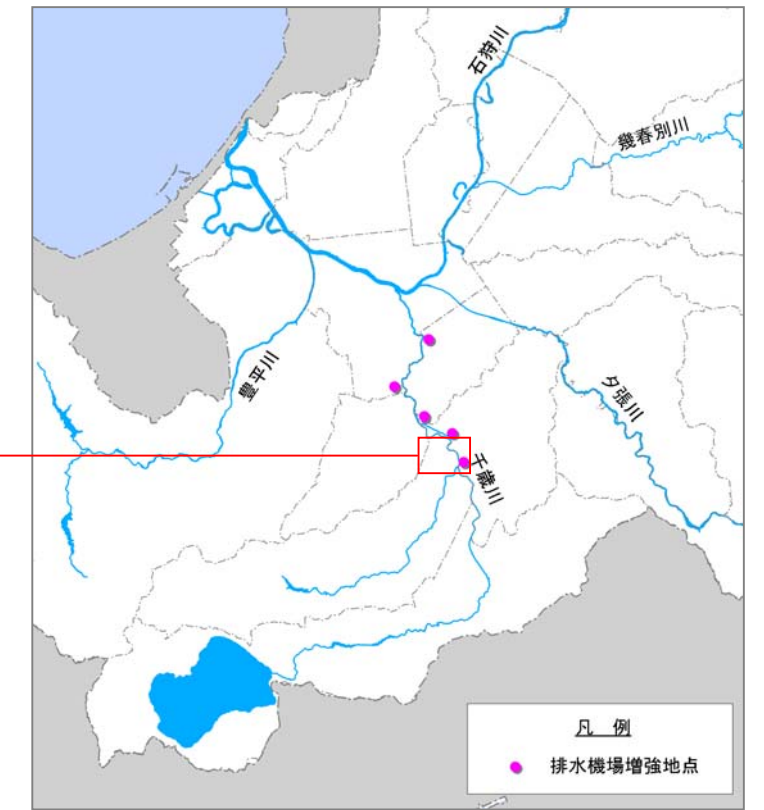 石狩川
幾春別川
豊平川
夕張川
千歳川
凡　例
排水機場増強地点